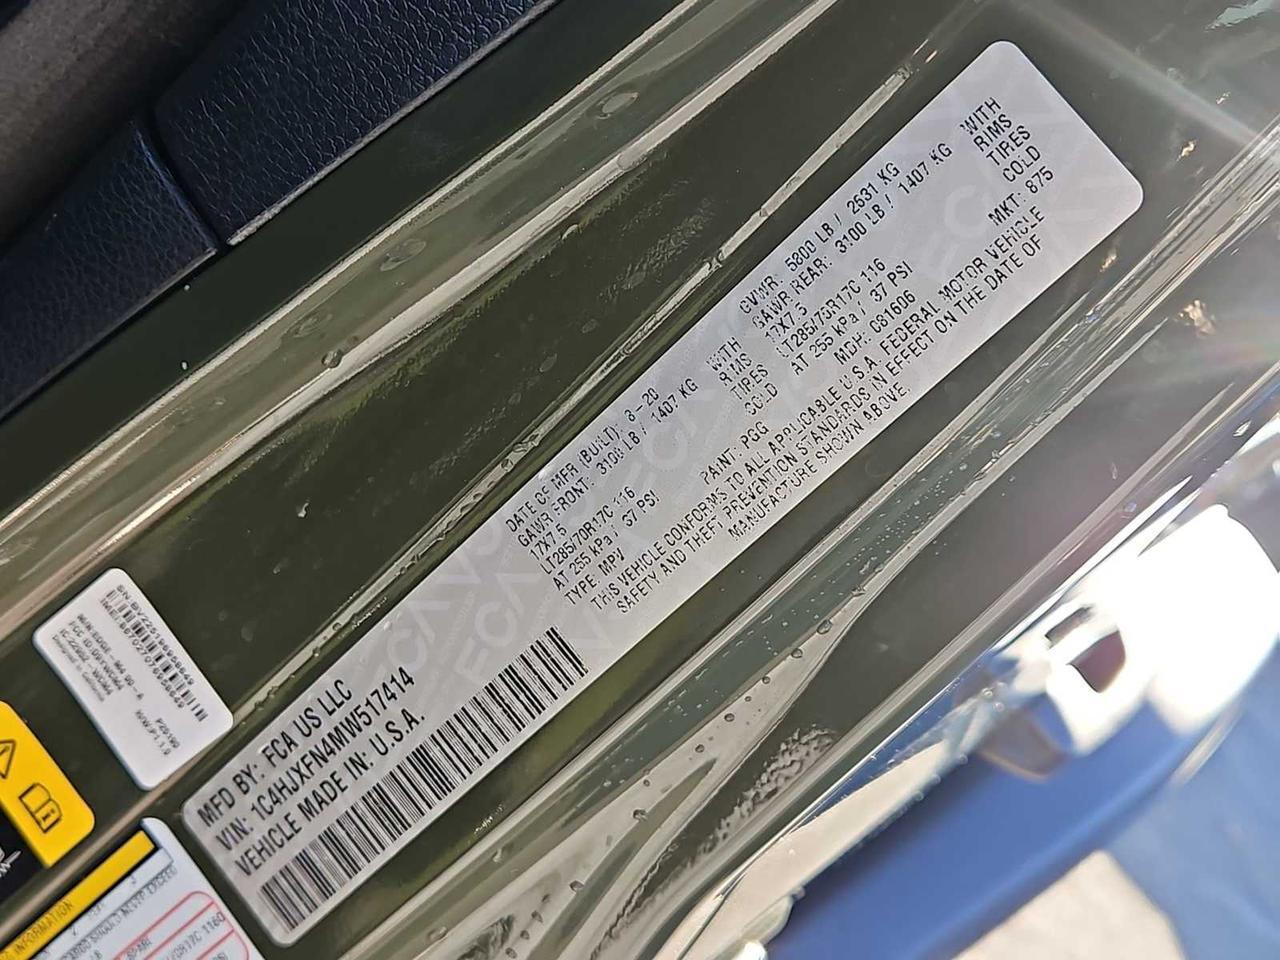 MFD BY: FCA US LLC
VIN: 1C4HJXFN4MW517414
VEHICLE MADE IN: U.S.A.
DATE OF MFR (BUILT): 8-20
GVWR: 5800 LB / 2531 KG
GAWR FRONT: 3100 LB / 1407 KG WITH
17X7.5 RIMS
LT285/70R17C 116 TIRES
AT 255 kPa / 37 PSI COLD
GAWR REAR: 3100 LB / 1407 KG WITH
17X7.5 RIMS
LT285/70R17C 116 TIRES
AT 255 kPa / 37 PSI COLD
TYPE: MPV PAINT: PGG MDH: 081606 MKT: 875
THIS VEHICLE CONFORMS TO ALL APPLICABLE U.S.A. FEDERAL MOTOR VEHICLE
SAFETY AND THEFT PREVENTION STANDARDS IN EFFECT ON THE DATE OF
MANUFACTURE SHOWN ABOVE.
INFORMATION